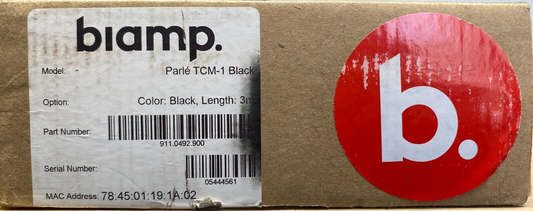 biamp.
Model: Parlé TCM-1 Black
Option: Color: Black, Length: 3m
Part Number:
911.0492.900
Serial Number:
05444561
MAC Address: 78:45:01:19:1A:02
b.